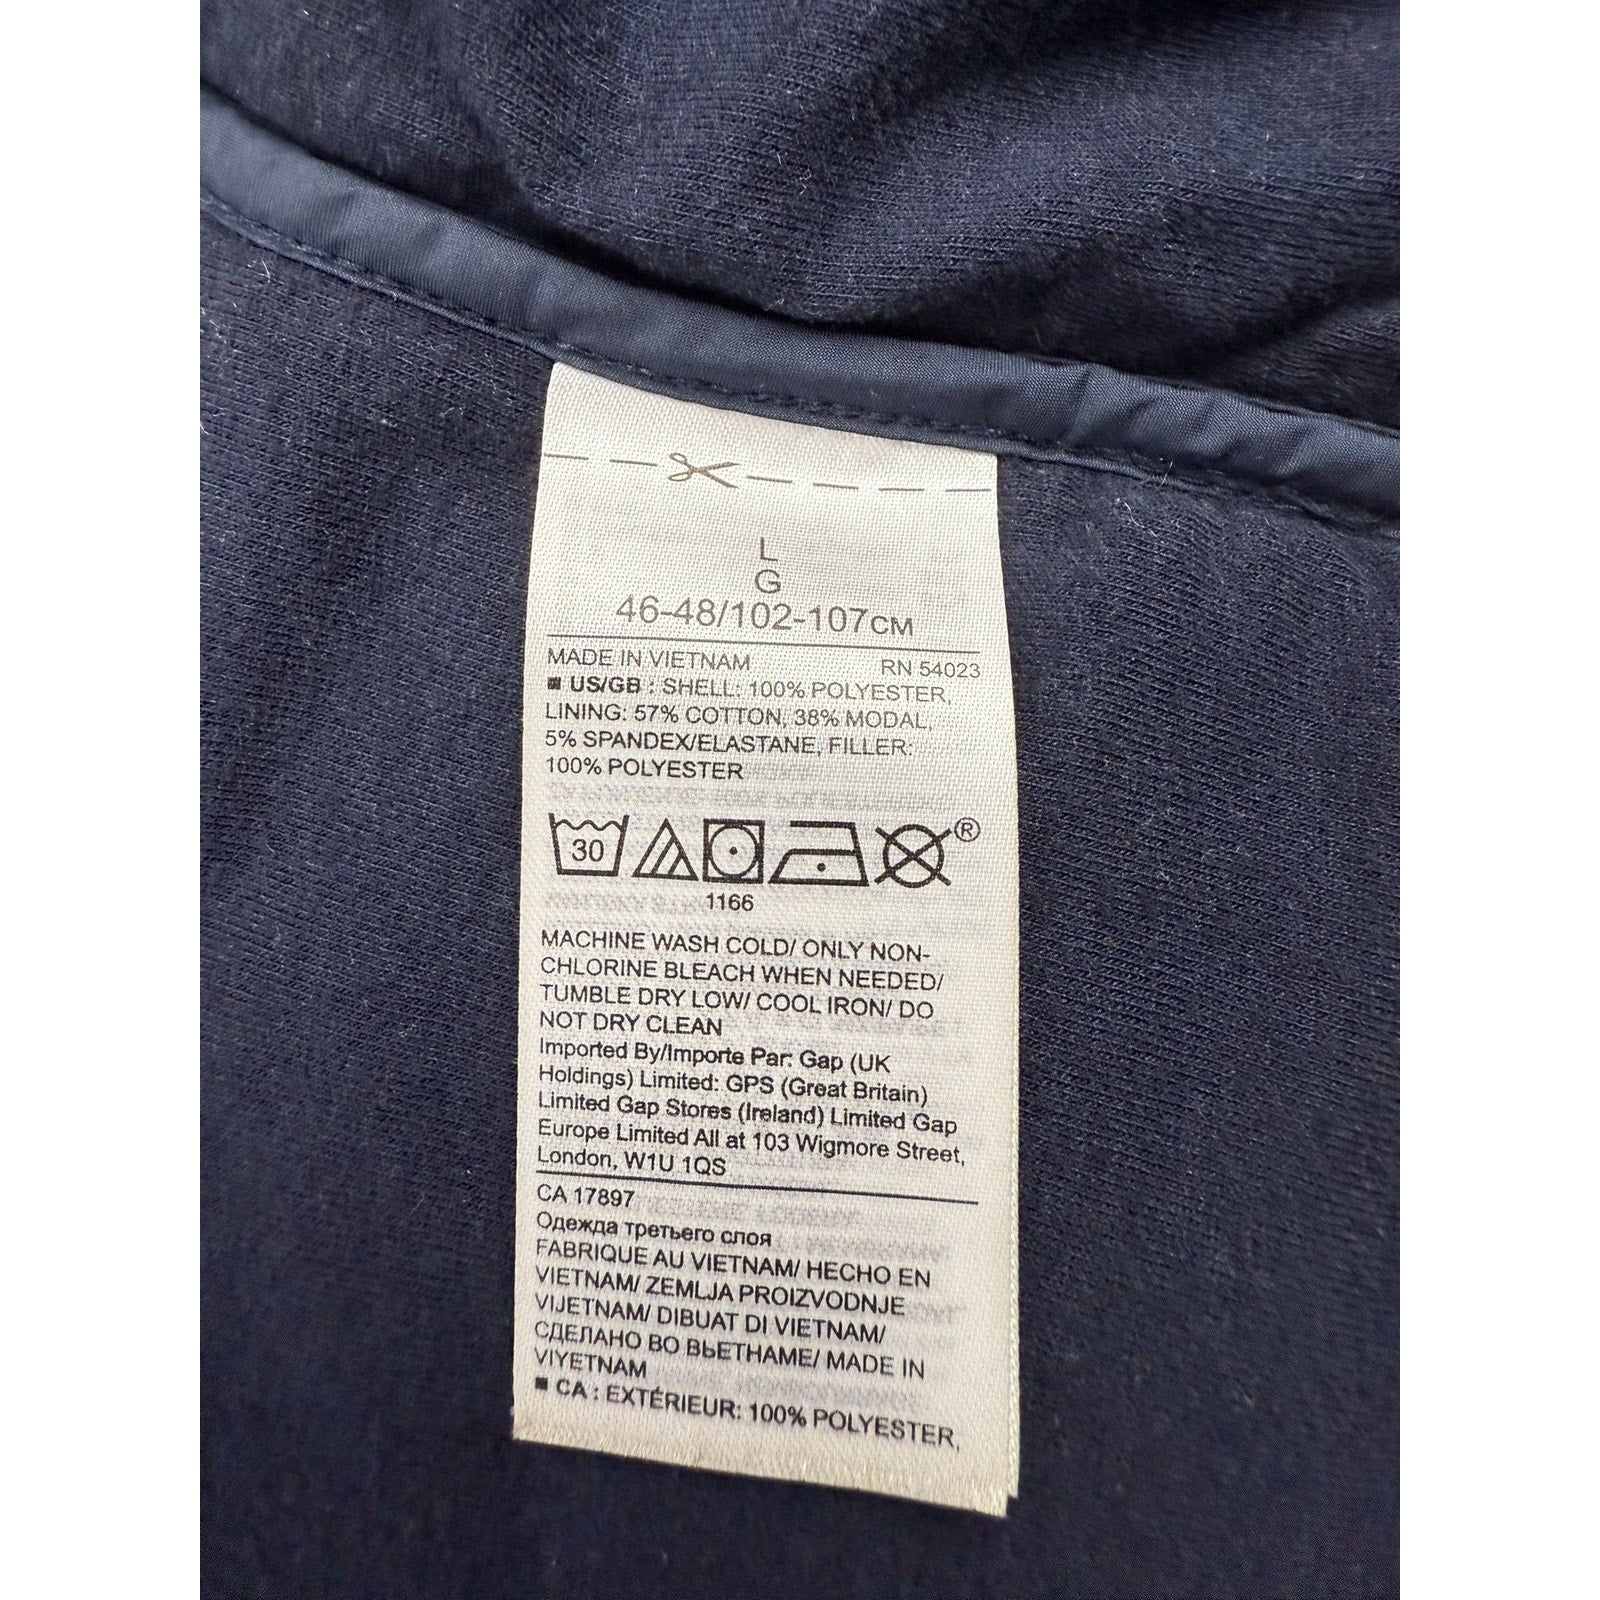 L
G
46-48/102-107CM
MADE IN VIETNAM RN 54023
■ US/GB : SHELL: 100% POLYESTER,
LINING: 57% COTTON, 38% MODAL,
5% SPANDEX/ELASTANE, FILLER:
100% POLYESTER
30 ®
1166
MACHINE WASH COLD/ ONLY NON-
CHLORINE BLEACH WHEN NEEDED/
TUMBLE DRY LOW/ COOL IRON/ DO
NOT DRY CLEAN
Imported By/Importe Par: Gap (UK
Holdings) Limited: GPS (Great Britain)
Limited Gap Stores (Ireland) Limited Gap
Europe Limited All at 103 Wigmore Street,
London, W1U 1QS
CA 17897
Одежда третьего слоя
FABRIQUE AU VIETNAM/ HECHO EN
VIETNAM/ ZEMLJA PROIZVODNJE
VIJETNAM/ DIBUAT DI VIETNAM/
СДЕЛАНО ВО ВЬЕТНАМЕ/ MADE IN
VIYETNAM
■ CA : EXTÉRIEUR: 100% POLYESTER,